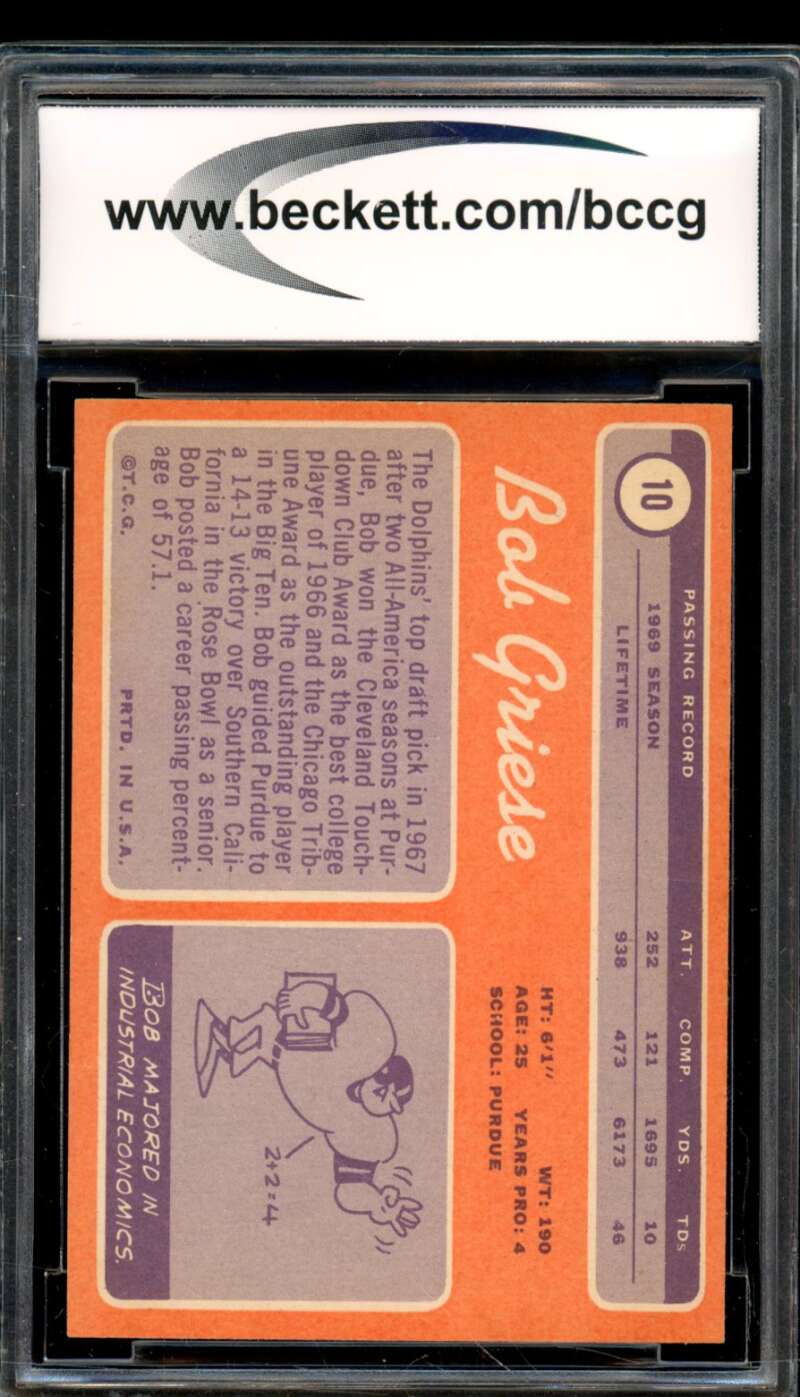 www.beckett.com/bccg
10
PASSING RECORD ATT. COMP. YDS. TDs
1969 SEASON 252 121 1695 10
LIFETIME 938 473 6173 46
Bob Griese
HT: 6'1" WT: 190
AGE: 25 YEARS PRO: 4
SCHOOL: PURDUE
The Dolphins' top draft pick in 1967
after two All-America seasons at Pur-
due, Bob won the Cleveland Touch-
down Club Award as the best college
player of 1966 and the Chicago Trib-
une Award as the outstanding player
in the Big Ten. Bob guided Purdue to
a 14-13 victory over Southern Cali-
fornia in the Rose Bowl as a senior.
Bob posted a career passing percent-
age of 57.1.
©T.C.G. PRTD. IN U.S.A.
2+2=4
BOB MAJORED IN
INDUSTRIAL ECONOMICS.